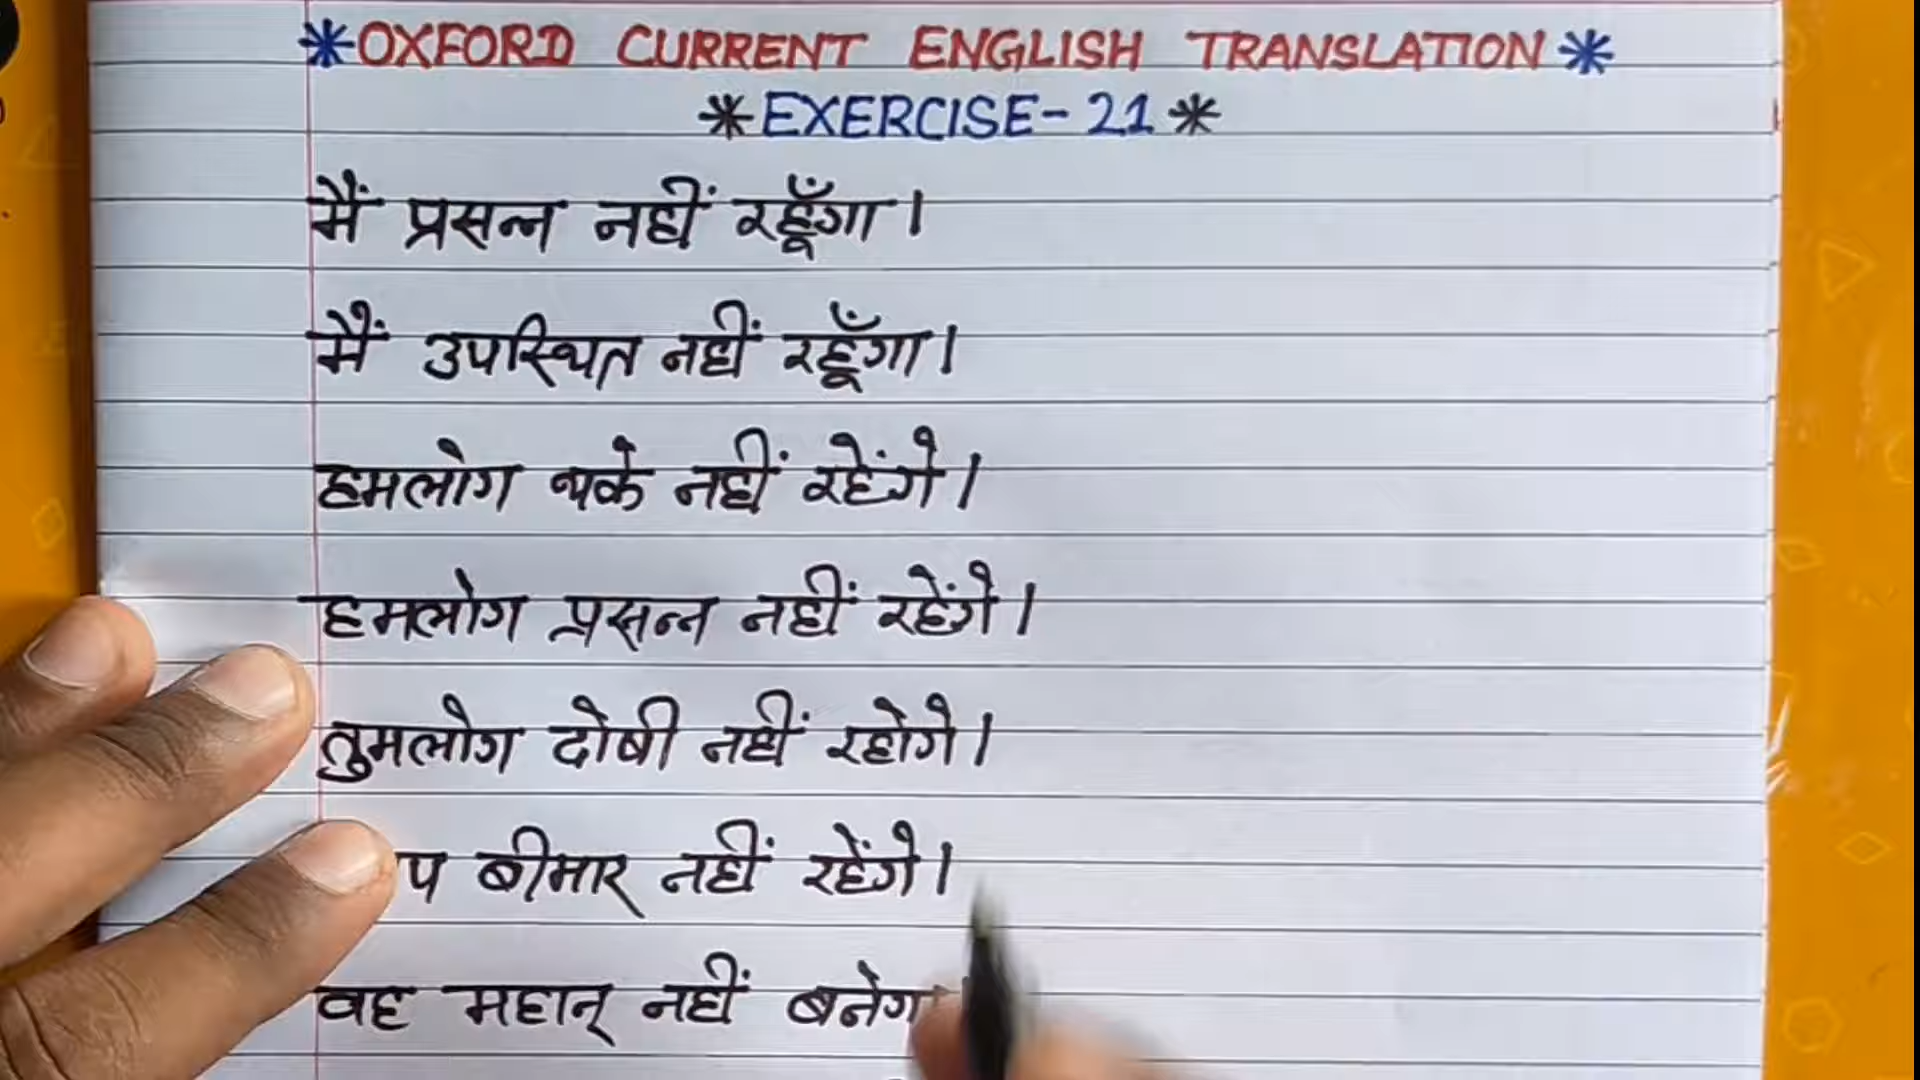 *OXFORD CURRENT ENGLISH TRANSLATION*
*EXERCISE-21*
मैं प्रसन्न नहीं रहूँगा।
मैं उपस्थित नहीं रहूँगा।
हमलोग थके नहीं रहेंगे।
हमलोग प्रसन्न नहीं रहेंगे।
तुमलोग दोषी नहीं रहोगे।
बीमार नहीं रहेंगे।
वह महान् नहीं